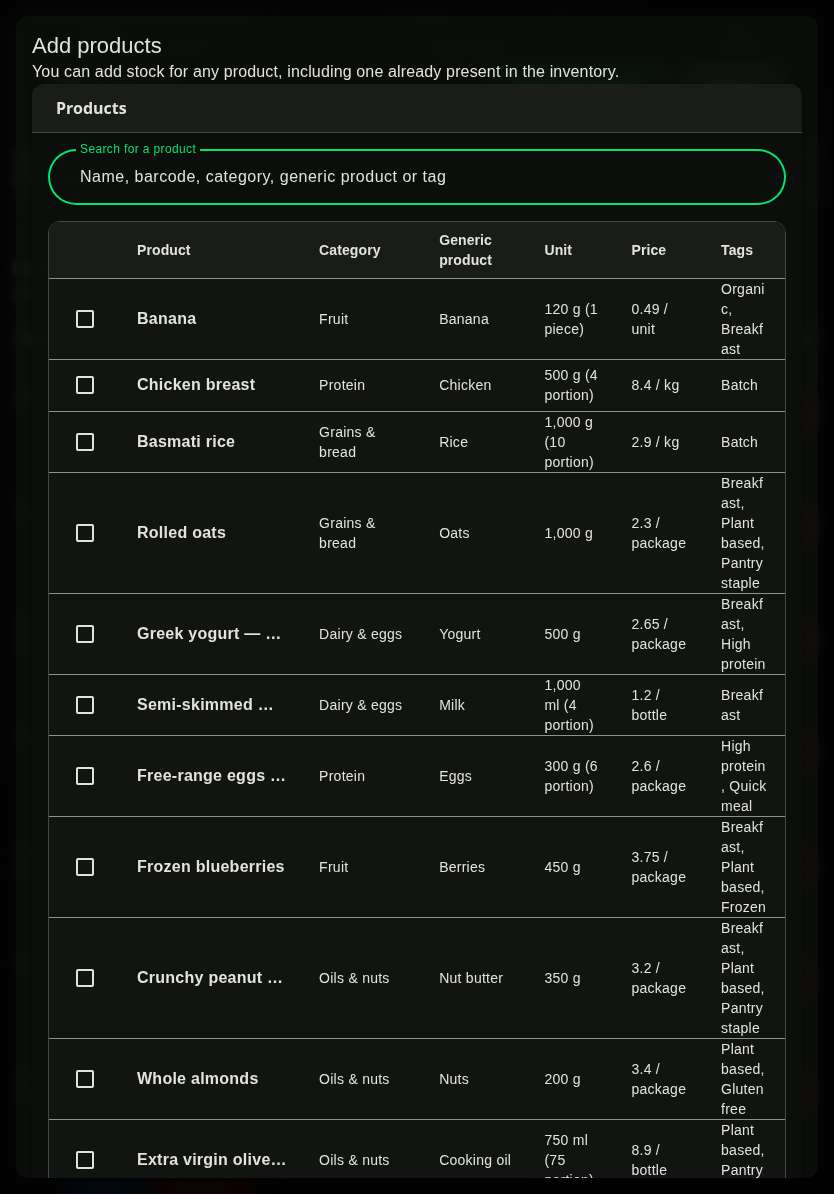 Add products
You can add stock for any product, including one already present in the inventory.
Products
Search for a product
Name, barcode, category, generic product or tag
Product
Category
Generic
product
Unit
Price
Tags
Banana
Fruit
Banana
120 g (1
piece)
0.49 /
unit
Organi
c,
Breakf
ast
Chicken breast
Protein
Chicken
500 g (4
portion)
8.4 / kg
Batch
Basmati rice
Grains &
bread
Rice
1,000 g
(10
portion)
2.9 / kg
Batch
Rolled oats
Grains &
bread
Oats
1,000 g
2.3 /
package
Breakf
ast,
Plant
based,
Pantry
staple
Greek yogurt — ...
Dairy & eggs
Yogurt
500 g
2.65 /
package
Breakf
ast,
High
protein
Semi-skimmed ...
Dairy & eggs
Milk
1,000
ml (4
portion)
1.2 /
bottle
Breakf
ast
Free-range eggs ...
Protein
Eggs
300 g (6
portion)
2.6 /
package
High
protein
, Quick
meal
Frozen blueberries
Fruit
Berries
450 g
3.75 /
package
Breakf
ast,
Plant
based,
Frozen
Crunchy peanut ...
Oils & nuts
Nut butter
350 g
3.2 /
package
Breakf
ast,
Plant
based,
Pantry
staple
Whole almonds
Oils & nuts
Nuts
200 g
3.4 /
package
Plant
based,
Gluten
free
Extra virgin olive...
Oils & nuts
Cooking oil
750 ml
(75
portion)
8.9 /
bottle
Plant
based,
Pantry